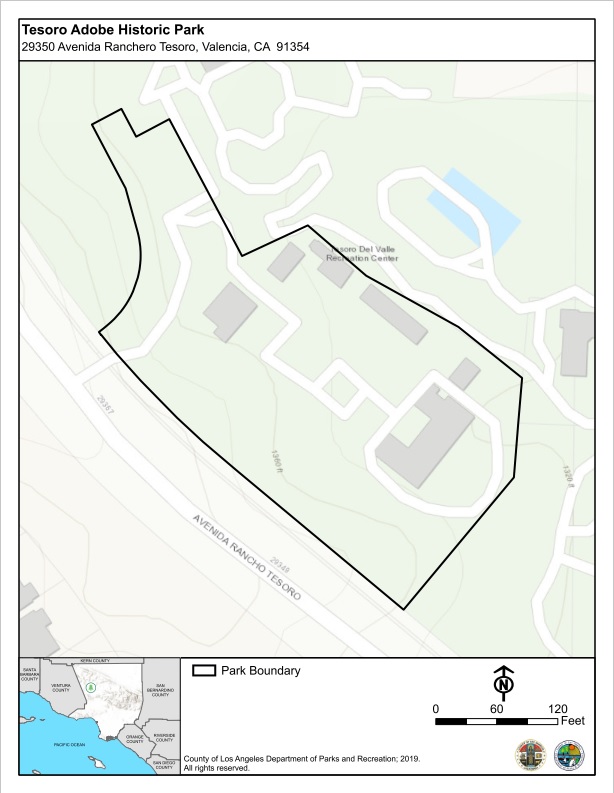 Tesoro Adobe Historic Park
29350 Avenida Ranchero Tesoro, Valencia, CA 91354
Tesoro Del Valle
Recreation Center
29367
1360 ft
1320 ft
AVENIDA RANCHO TESORO
29349
KERN COUNTY
SANTA
BARBARA
COUNTY
VENTURA
COUNTY
SAN
BERNARDINO
COUNTY
ORANGE
COUNTY
RIVERSIDE
COUNTY
SAN DIEGO
CO
PACIFIC OCEAN
Park Boundary
N
0 60 120
Feet
County of Los Angeles Department of Parks and Recreation; 2019.
All rights reserved.